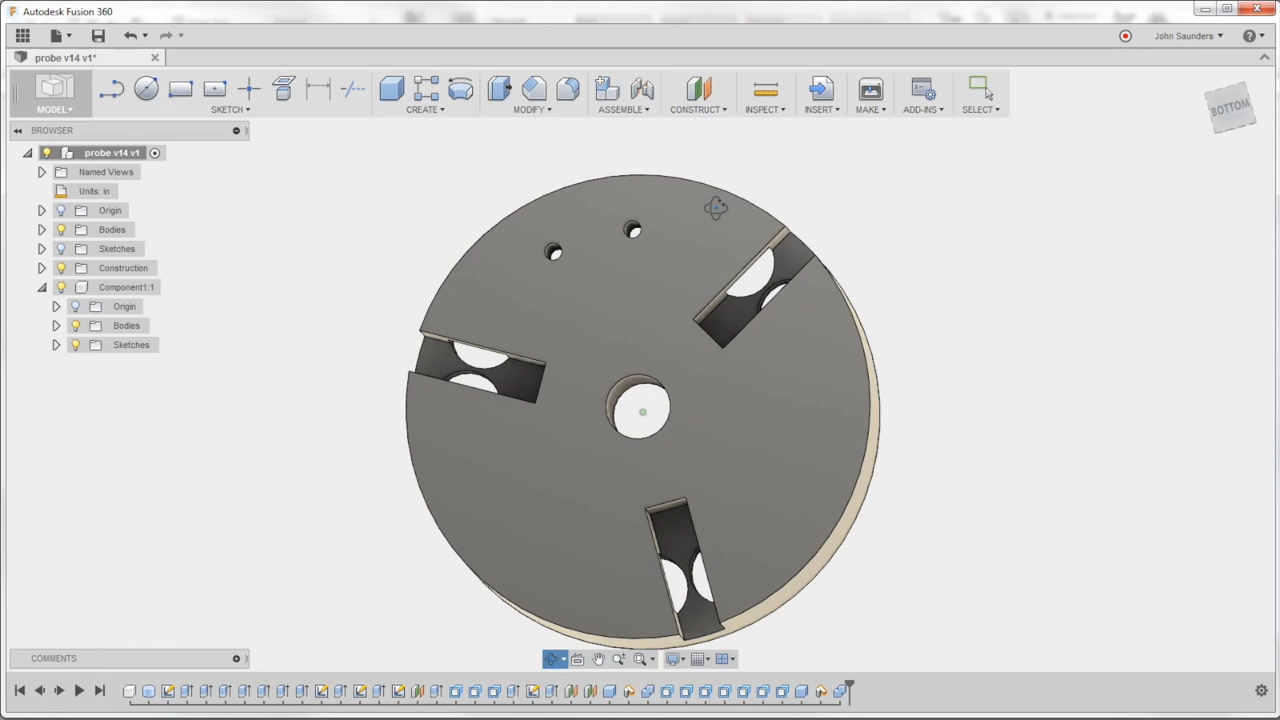 Autodesk Fusion 360
John Saunders
probe v14 v1*
MODEL
SKETCH
CREATE
MODIFY
ASSEMBLE
CONSTRUCT
INSPECT
INSERT
MAKE
ADD-INS
SELECT
BROWSER
BOTTOM
probe v14 v1
Named Views
Units: in
Origin
Bodies
Sketches
Construction
Component1:1
Origin
Bodies
Sketches
COMMENTS